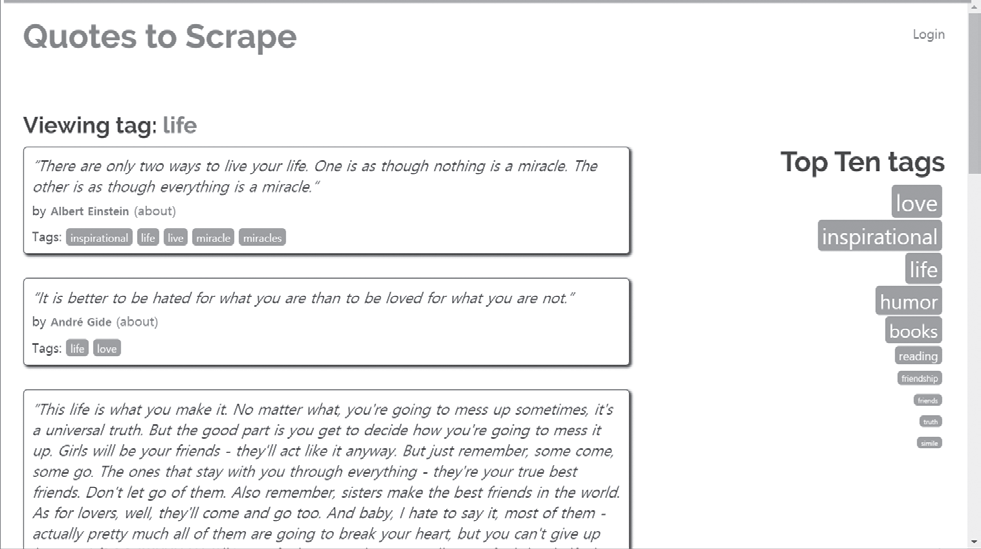 Quotes to Scrape
Login
Viewing tag: life
“There are only two ways to live your life. One is as though nothing is a miracle. The
other is as though everything is a miracle.”
by Albert Einstein (about)
Tags: inspirational life live miracle miracles
“It is better to be hated for what you are than to be loved for what you are not.”
by André Gide (about)
Tags: life love
“This life is what you make it. No matter what, you're going to mess up sometimes, it's
a universal truth. But the good part is you get to decide how you're going to mess it
up. Girls will be your friends - they'll act like it anyway. But just remember, some come,
some go. The ones that stay with you through everything - they're your true best
friends. Don't let go of them. Also remember, sisters make the best friends in the world.
As for lovers, well, they'll come and go too. And baby, I hate to say it, most of them -
actually pretty much all of them are going to break your heart, but you can't give up
Top Ten tags
love
inspirational
life
humor
books
reading
friendship
friends
truth
simile